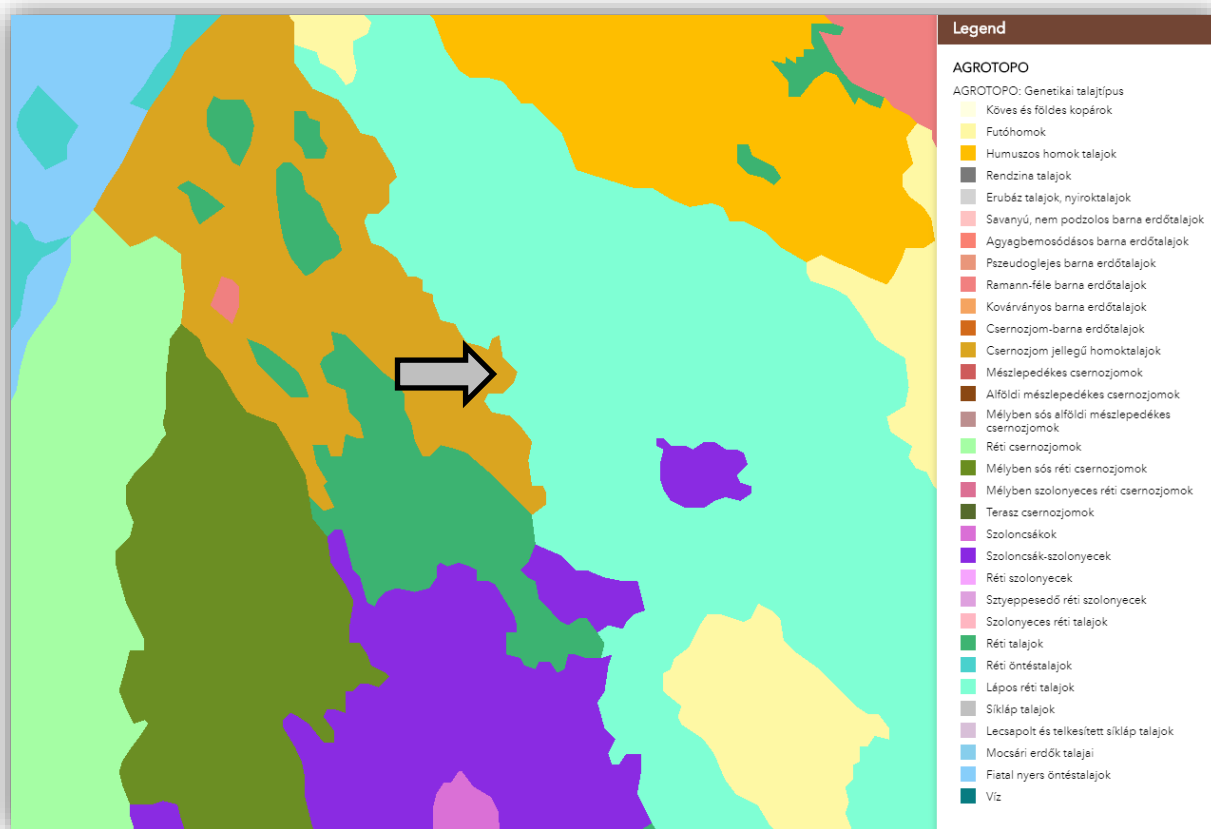 Legend
AGROTOPO
AGROTOPO: Genetikai talajtípus
Köves és földes kopárok
Futóhomok
Humuszos homok talajok
Rendzina talajok
Erubáz talajok, nyiroktalajok
Savanyú, nem podzolos barna erdőtalajok
Agyagbemosódásos barna erdőtalajok
Pszeudoglejes barna erdőtalajok
Ramann-féle barna erdőtalajok
Kovárványos barna erdőtalajok
Csernozjom-barna erdőtalajok
Csernozjom jellegű homoktalajok
Mészlepedékes csernozjomok
Alföldi mészlepedékes csernozjomok
Mélyben sós alföldi mészlepedékes
csernozjomok
Réti csernozjomok
Mélyben sós réti csernozjomok
Mélyben szolonyeces réti csernozjomok
Terasz csernozjomok
Szoloncsákok
Szoloncsák-szolonyecek
Réti szolonyecek
Sztyeppesedő réti szolonyecek
Szolonyeces réti talajok
Réti talajok
Réti öntéstalajok
Lápos réti talajok
Síkláp talajok
Lecsapolt és telkesített síkláp talajok
Mocsári erdők talajai
Fiatal nyers öntéstalajok
Víz